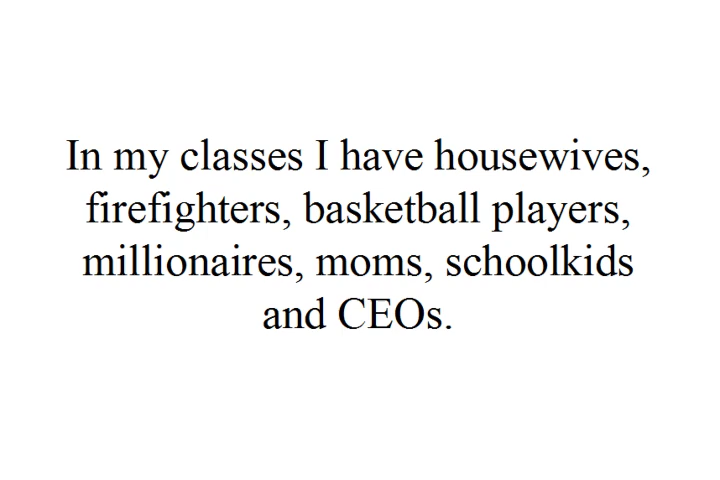 In my classes I have housewives,
firefighters, basketball players,
millionaires, moms, schoolkids
and CEOs.